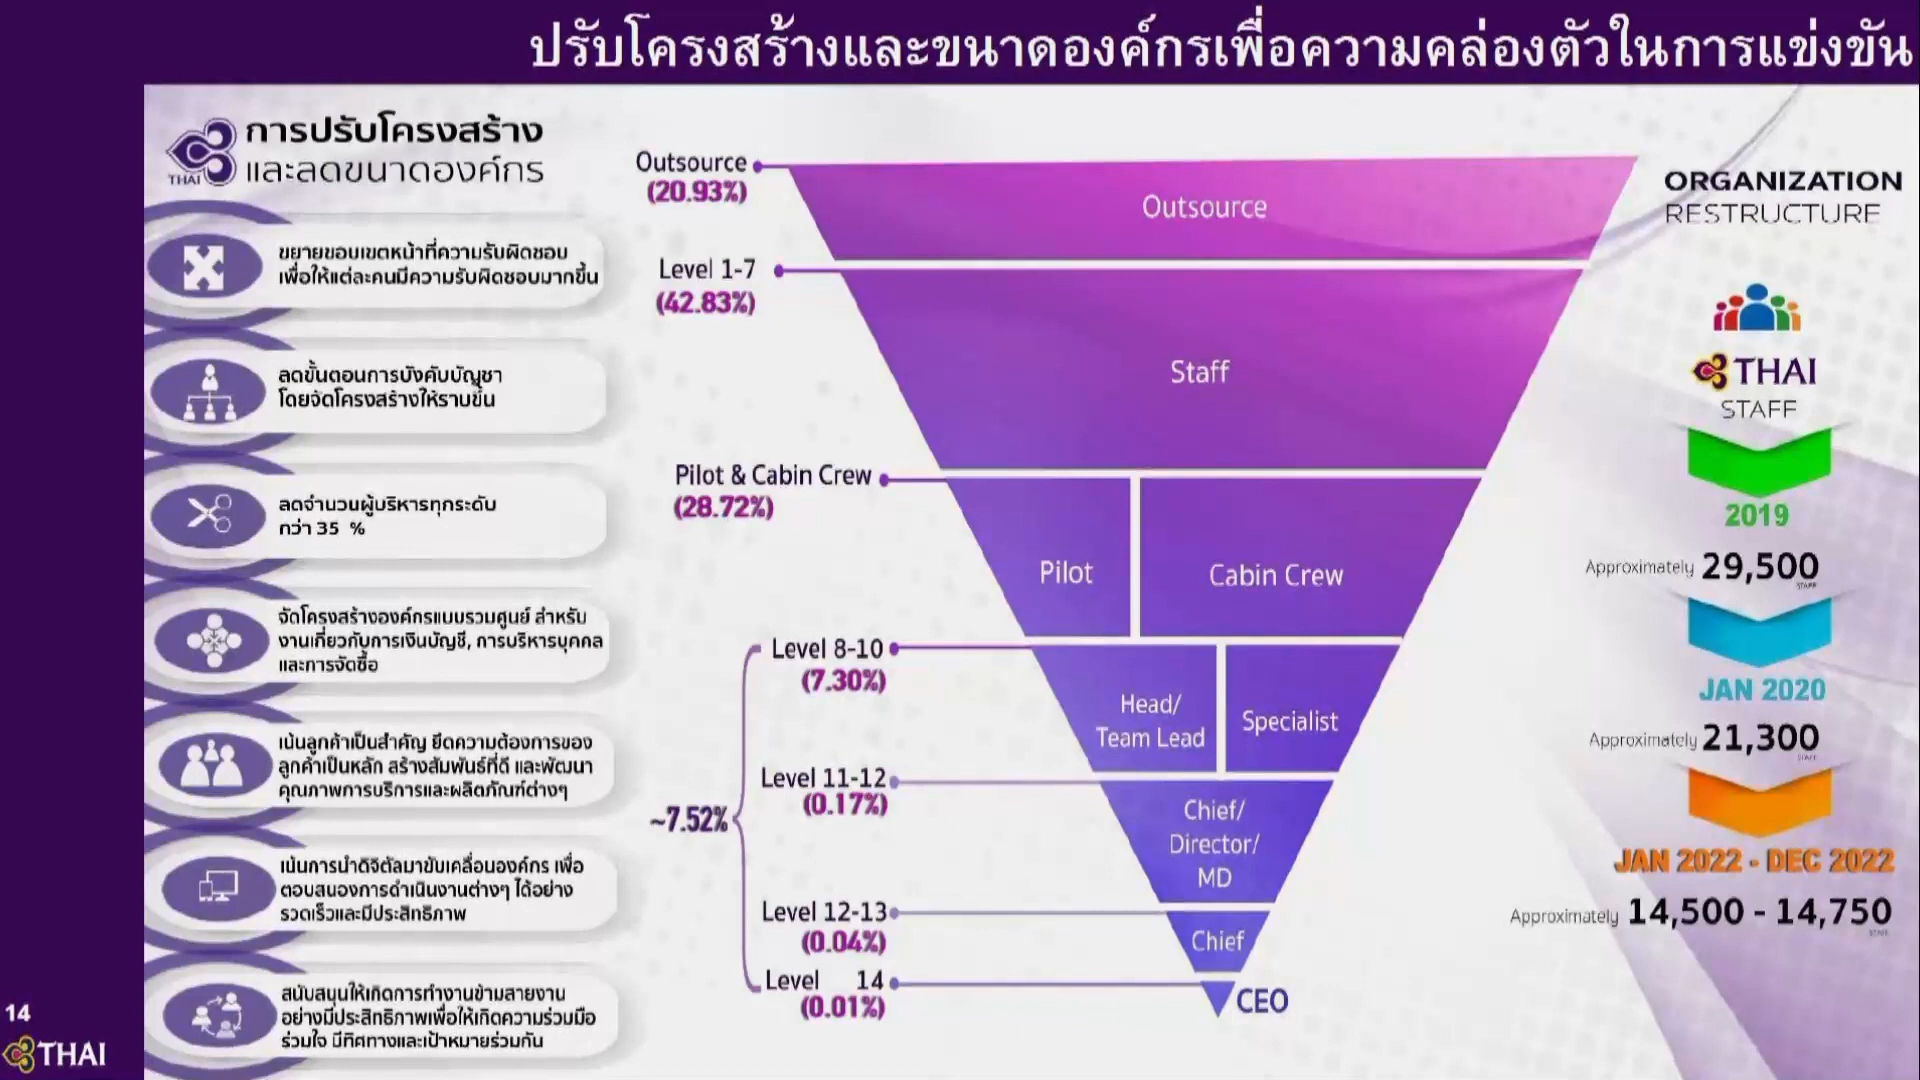 ปรับโครงสร้างและขนาดองค์กรเพื่อความคล่องตัวในการแข่งขัน
THAI
การปรับโครงสร้าง
และลดขนาดองค์กร
ขยายขอบเขตหน้าที่ความรับผิดชอบ
เพื่อให้แต่ละคนมีความรับผิดชอบมากขึ้น
ลดขั้นตอนการบังคับบัญชา
โดยจัดโครงสร้างให้ราบขึ้น
ลดจำนวนผู้บริหารทุกระดับ
กว่า 35 %
จัดโครงสร้างองค์กรแบบรวมศูนย์ สำหรับ
งานเกี่ยวกับการเงินบัญชี, การบริหารบุคคล
และการจัดซื้อ
เน้นลูกค้าเป็นสำคัญ ยึดความต้องการของ
ลูกค้าเป็นหลัก สร้างสัมพันธ์ที่ดี และพัฒนา
คุณภาพการบริการและผลิตภัณฑ์ต่างๆ
เน้นการนำดิจิตัลมาขับเคลื่อนองค์กร เพื่อ
ตอบสนองการดำเนินงานต่างๆ ได้อย่าง
รวดเร็วและมีประสิทธิภาพ
สนับสนุนให้เกิดการทำงานข้ามสายงาน
อย่างมีประสิทธิภาพเพื่อให้เกิดความร่วมมือ
ร่วมใจ มีทิศทางและเป้าหมายร่วมกัน
Outsource
(20.93%)
Level 1-7
(42.83%)
Pilot & Cabin Crew
(28.72%)
Level 8-10
(7.30%)
Level 11-12
(0.17%)
~7.52%
Level 12-13
(0.04%)
Level 14
(0.01%)
Outsource
Staff
Pilot
Cabin Crew
Head/
Team Lead
Specialist
Chief/
Director/
MD
Chief
CEO
ORGANIZATION
RESTRUCTURE
THAI
STAFF
2019
Approximately 29,500
STAFF
JAN 2020
Approximately 21,300
STAFF
JAN 2022 - DEC 2022
Approximately 14,500 - 14,750
STAFF
14
THAI